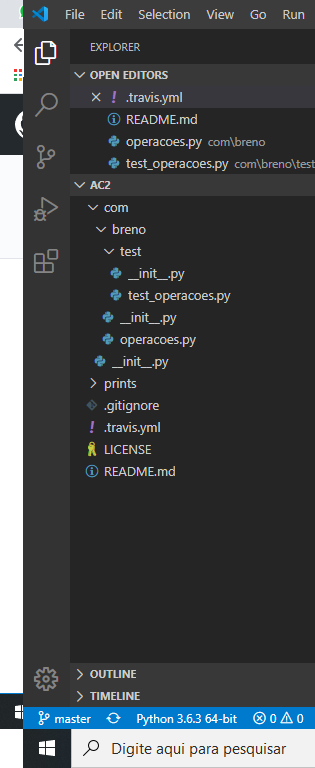 File Edit Selection View Go Run
EXPLORER
OPEN EDITORS
.travis.yml
README.md
operacoes.py com\breno
test_operacoes.py com\breno\test
AC2
com
breno
test
__init__.py
test_operacoes.py
__init__.py
operacoes.py
__init__.py
prints
.gitignore
.travis.yml
LICENSE
README.md
OUTLINE
TIMELINE
master Python 3.6.3 64-bit 0 0
Digite aqui para pesquisar